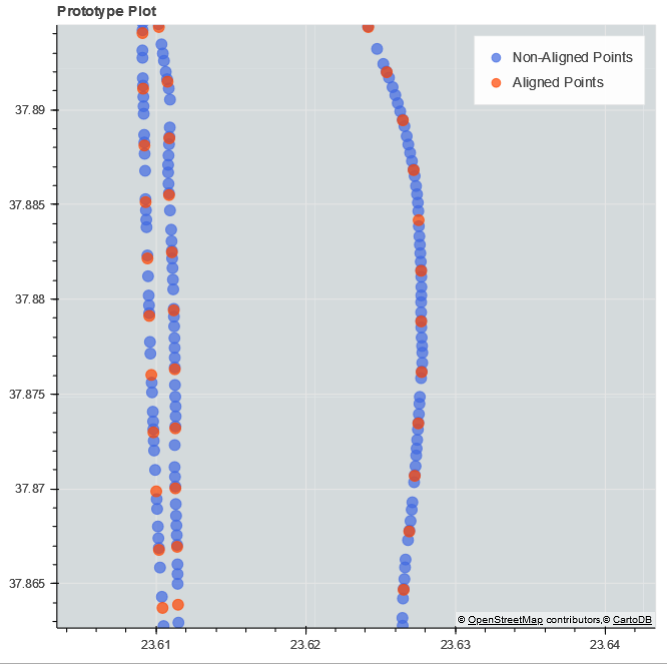 Prototype Plot
Non-Aligned Points
Aligned Points
37.89
37.885
37.88
37.875
37.87
37.865
© OpenStreetMap contributors,© CartoDB
23.61
23.62
23.63
23.64